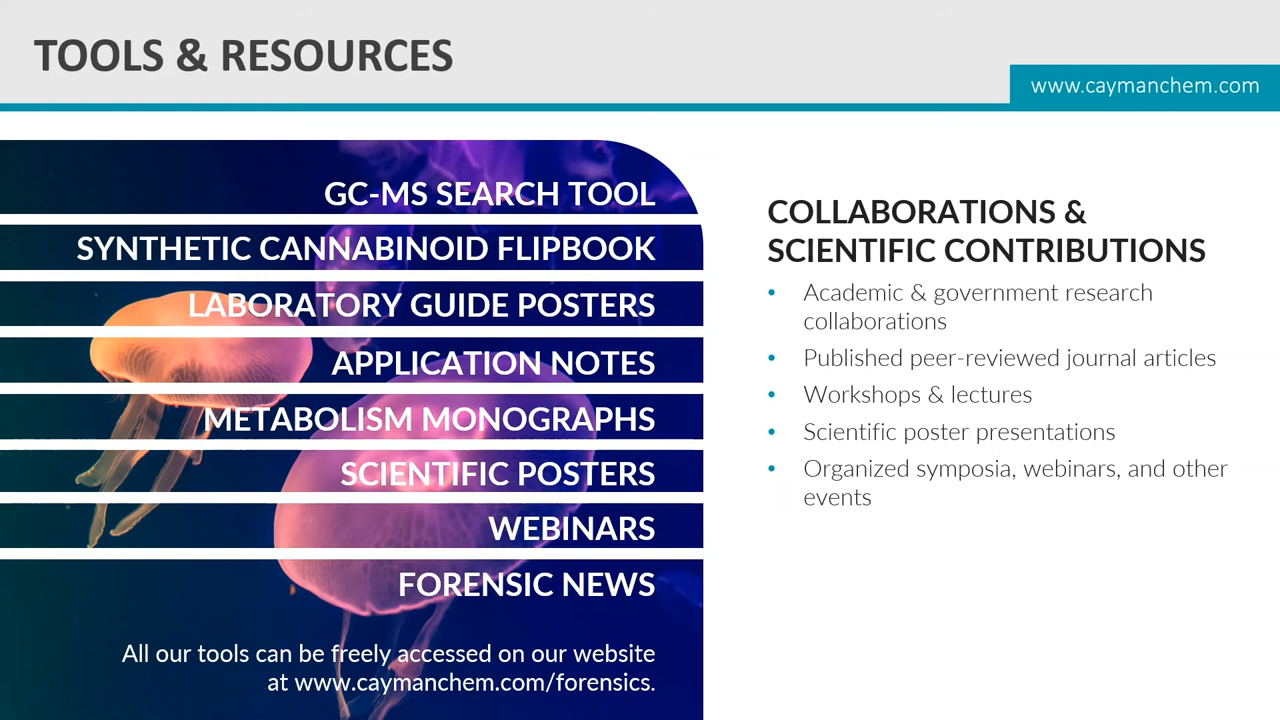 TOOLS & RESOURCES
www.caymanchem.com
GC-MS SEARCH TOOL
SYNTHETIC CANNABINOID FLIPBOOK
LABORATORY GUIDE POSTERS
APPLICATION NOTES
METABOLISM MONOGRAPHS
SCIENTIFIC POSTERS
WEBINARS
FORENSIC NEWS
All our tools can be freely accessed on our website
at www.caymanchem.com/forensics.
COLLABORATIONS &
SCIENTIFIC CONTRIBUTIONS
• Academic & government research
collaborations
• Published peer-reviewed journal articles
• Workshops & lectures
• Scientific poster presentations
• Organized symposia, webinars, and other
events